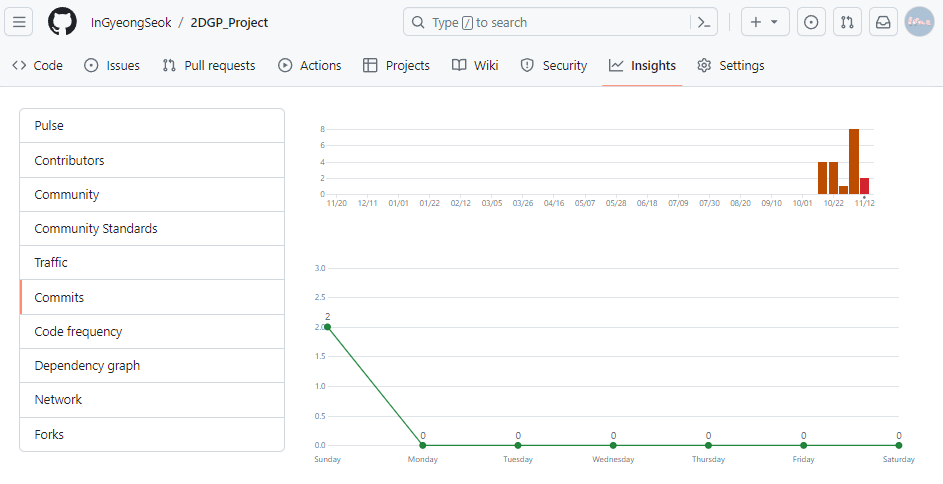 InGyeongSeok / 2DGP_Project
Type / to search
Code Issues Pull requests Actions Projects Wiki Security Insights Settings
Pulse
Contributors
Community
Community Standards
Traffic
Commits
Code frequency
Dependency graph
Network
Forks
8
6
4
2
0
11/20 12/11 01/01 01/22 02/12 03/05 03/26 04/16 05/07 05/28 06/18 07/09 07/30 08/20 09/10 10/01 10/22 11/12
3.0
2.5
2
2.0
1.5
1.0
0.5
0 0 0 0 0 0
0.0
Sunday Monday Tuesday Wednesday Thursday Friday Saturday